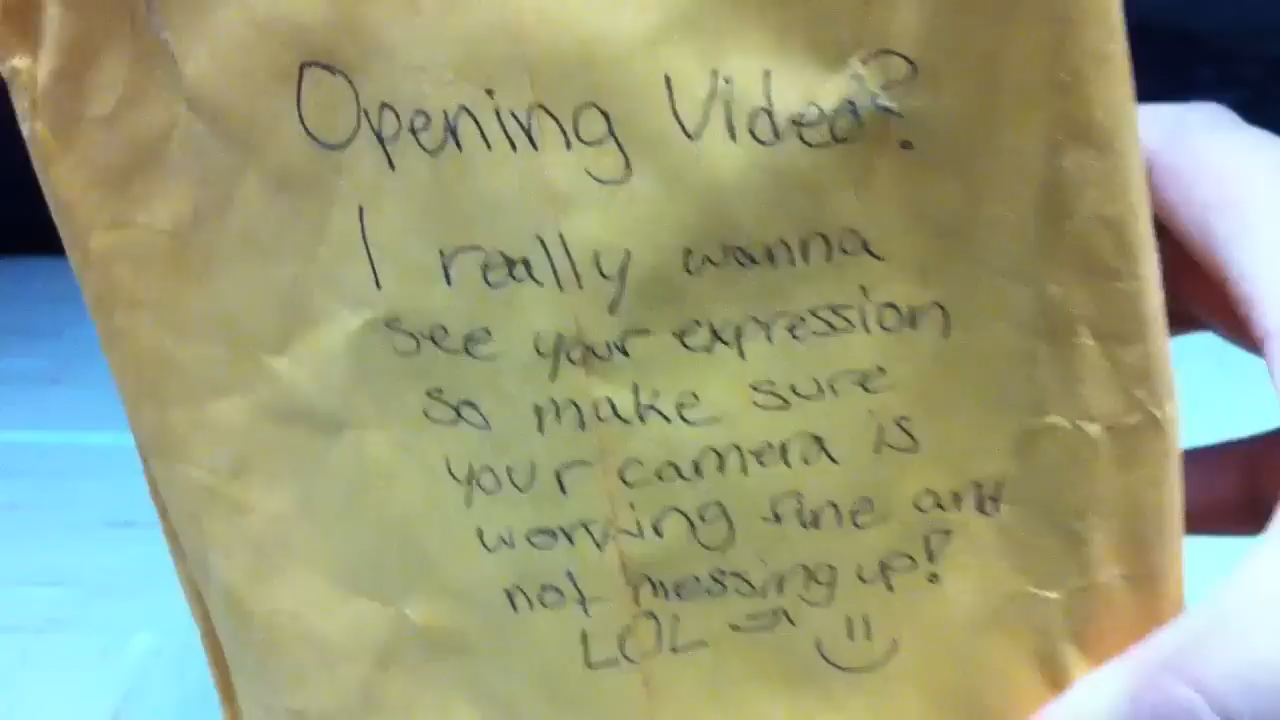 Opening Video?
I really wanna
see your expression
so make sure
your camera is
working fine and
not messing up!
LOL